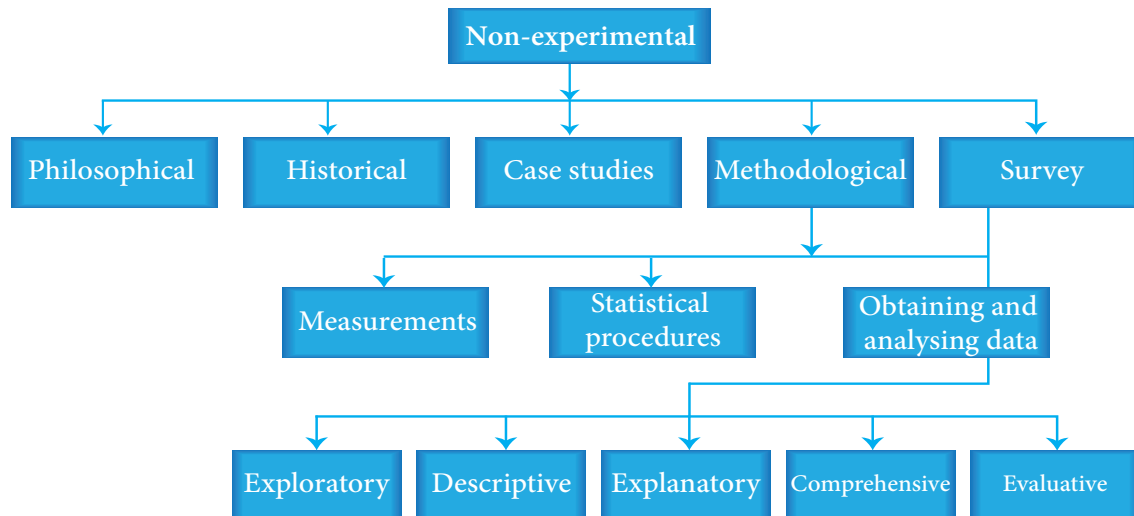 Non-experimental
Philosophical
Historical
Case studies
Methodological
Survey
Measurements
Statistical
procedures
Obtaining and
analysing data
Exploratory
Descriptive
Explanatory
Comprehensive
Evaluative